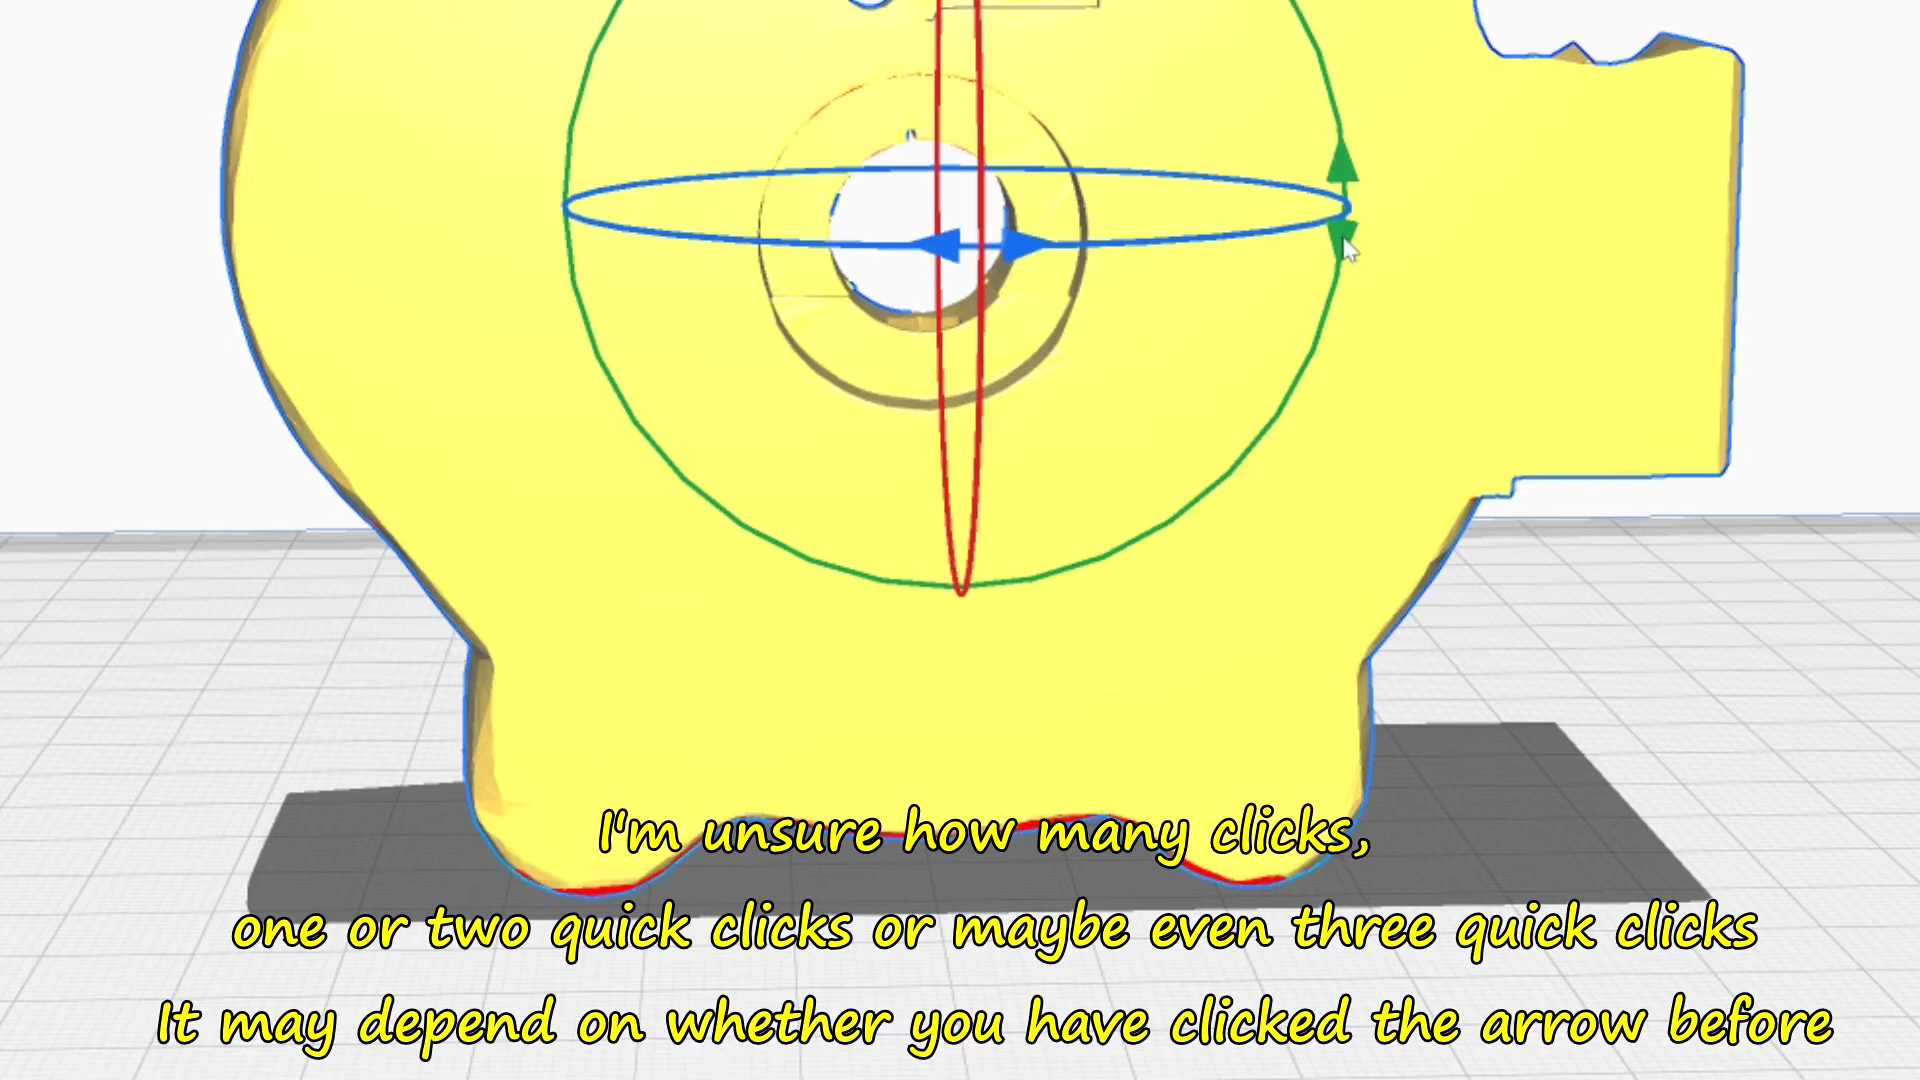 I'm unsure how many clicks,
one or two quick clicks or maybe even three quick clicks
It may depend on whether you have clicked the arrow before